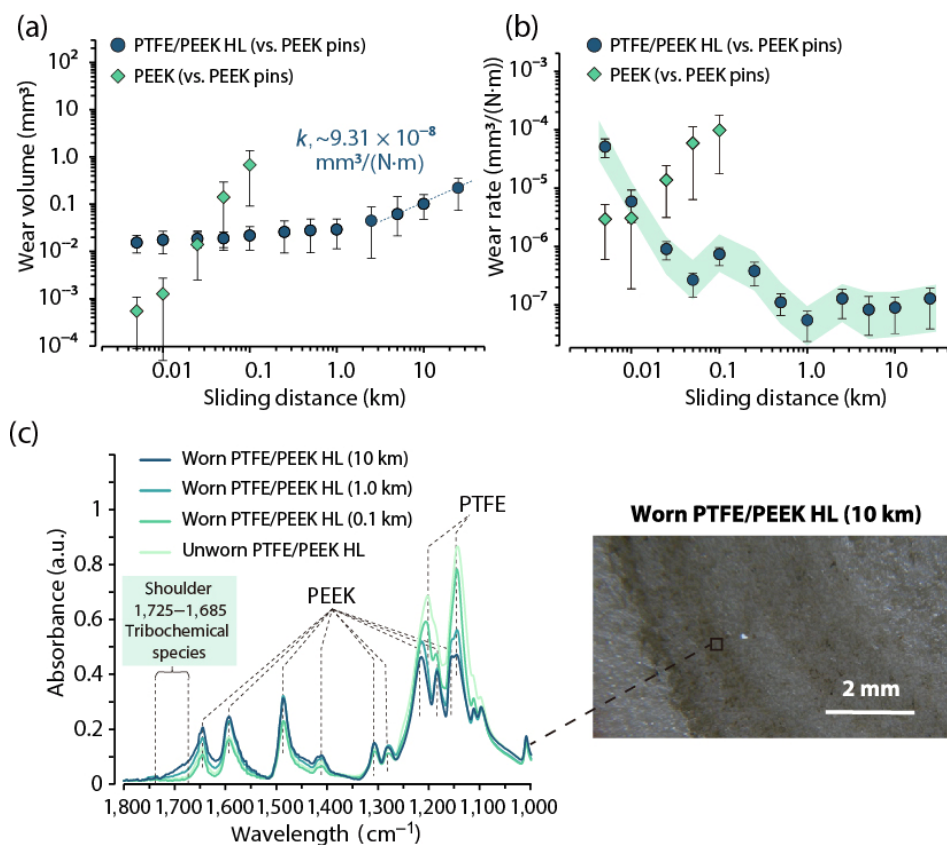 (a)
PTFE/PEEK HL (vs. PEEK pins)
PEEK (vs. PEEK pins)
10²
10
1.0
0.1
10⁻²
10⁻³
10⁻⁴
Wear volume (mm³)
k, ~9.31 × 10⁻⁸
mm³/(N·m)
0.01
0.1
1.0
10
Sliding distance (km)
(b)
PTFE/PEEK HL (vs. PEEK pins)
PEEK (vs. PEEK pins)
10⁻³
10⁻⁴
10⁻⁵
10⁻⁶
10⁻⁷
Wear rate (mm³/(N·m))
0.01
0.1
1.0
10
Sliding distance (km)
(c)
Worn PTFE/PEEK HL (10 km)
Worn PTFE/PEEK HL (1.0 km)
Worn PTFE/PEEK HL (0.1 km)
Unworn PTFE/PEEK HL
1
0.8
0.6
0.4
0.2
0
Absorbance (a.u.)
Shoulder
1,725–1,685
Tribochemical
species
PEEK
PTFE
1,800
1,700
1,600
1,500
1,400
1,300
1,200
1,100
1,000
Wavelength (cm⁻¹)
Worn PTFE/PEEK HL (10 km)
2 mm